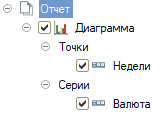 Отчет
Диаграмма
Точки
Недели
Серии
Валюта